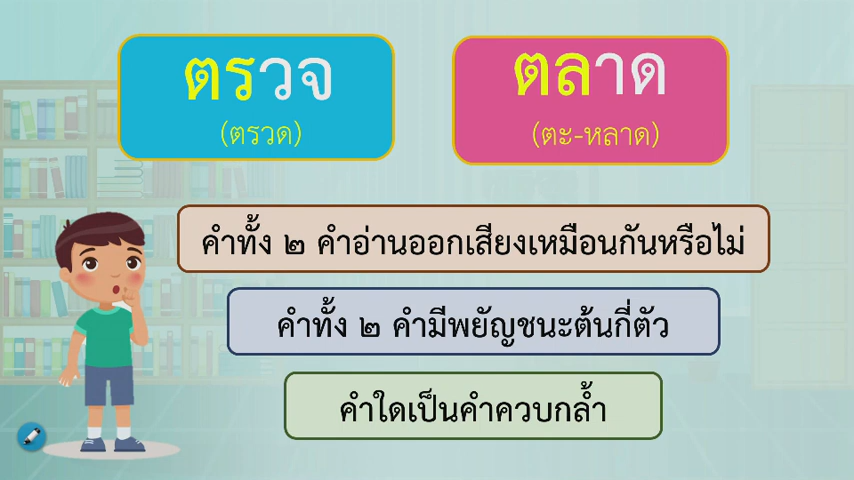 ตรวจ
(ตรวด)
ตลาด
(ตะ-หลาด)
คำทั้ง ๒ คำอ่านออกเสียงเหมือนกันหรือไม่
คำทั้ง ๒ คำมีพยัญชนะต้นกี่ตัว
คำใดเป็นคำควบกล้ำ